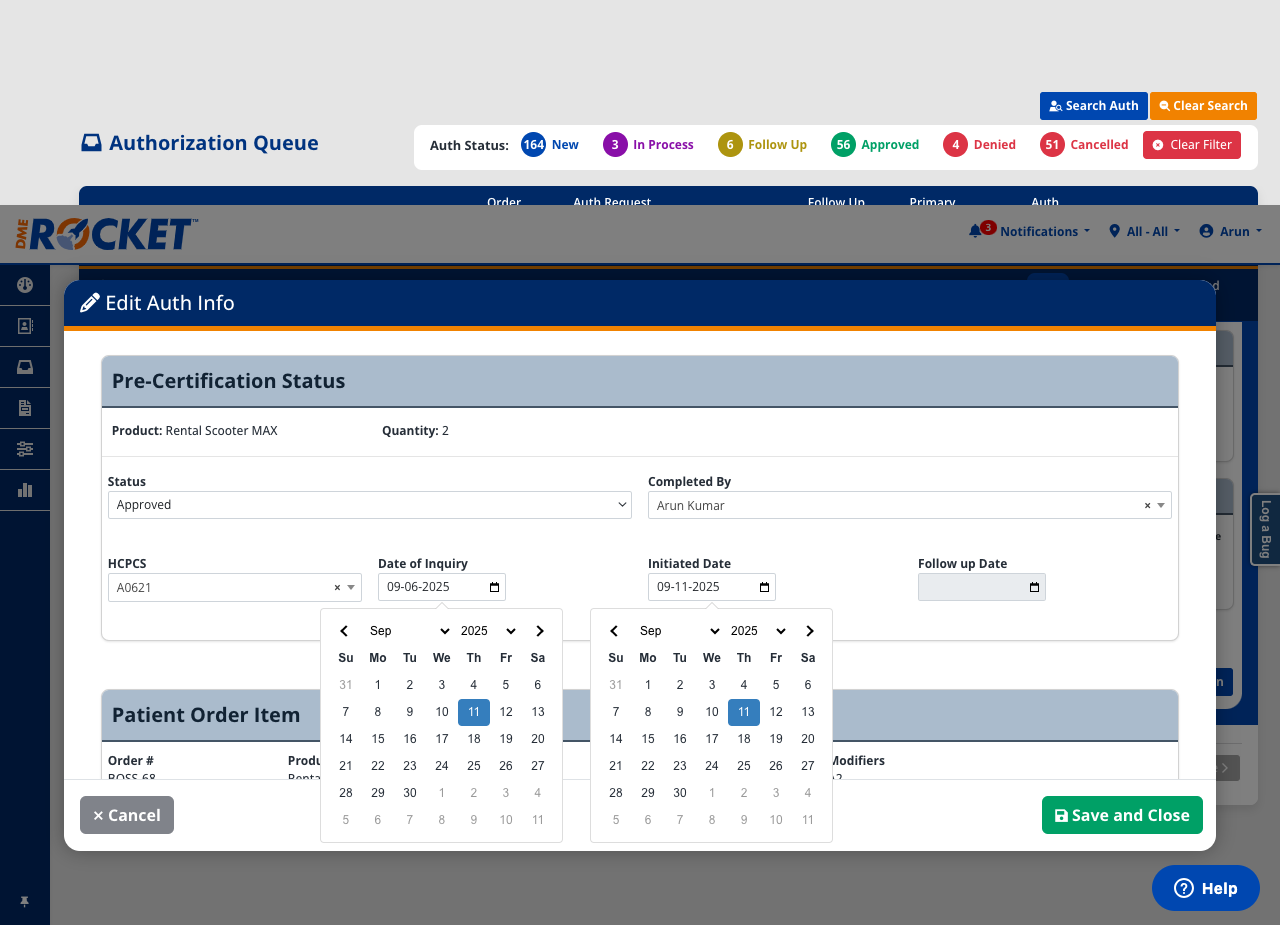 Search Auth Clear Search
Authorization Queue
Auth Status: 164 New 3 In Process 6 Follow Up 56 Approved 4 Denied 51 Cancelled Clear Filter
Order Auth Request Follow Up Primary Auth
DME ROCKET™ 3 Notifications All - All Arun
d
Edit Auth Info
Pre-Certification Status
Product: Rental Scooter MAX Quantity: 2
Status Completed By
Approved Arun Kumar ×
Log a Bug
HCPCS Date of Inquiry Initiated Date Follow up Date
A0621 × 09-06-2025 09-11-2025
Sep 2025 Sep 2025
Su Mo Tu We Th Fr Sa Su Mo Tu We Th Fr Sa
31 1 2 3 4 5 6 31 1 2 3 4 5 6
7 8 9 10 11 12 13 7 8 9 10 11 12 13
14 15 16 17 18 19 20 14 15 16 17 18 19 20
21 22 23 24 25 26 27 21 22 23 24 25 26 27
28 29 30 1 2 3 4 28 29 30 1 2 3 4
5 6 7 8 9 10 11 5 6 7 8 9 10 11
Patient Order Item
Order # Modifiers
BOSS-68
× Cancel Save and Close
Help